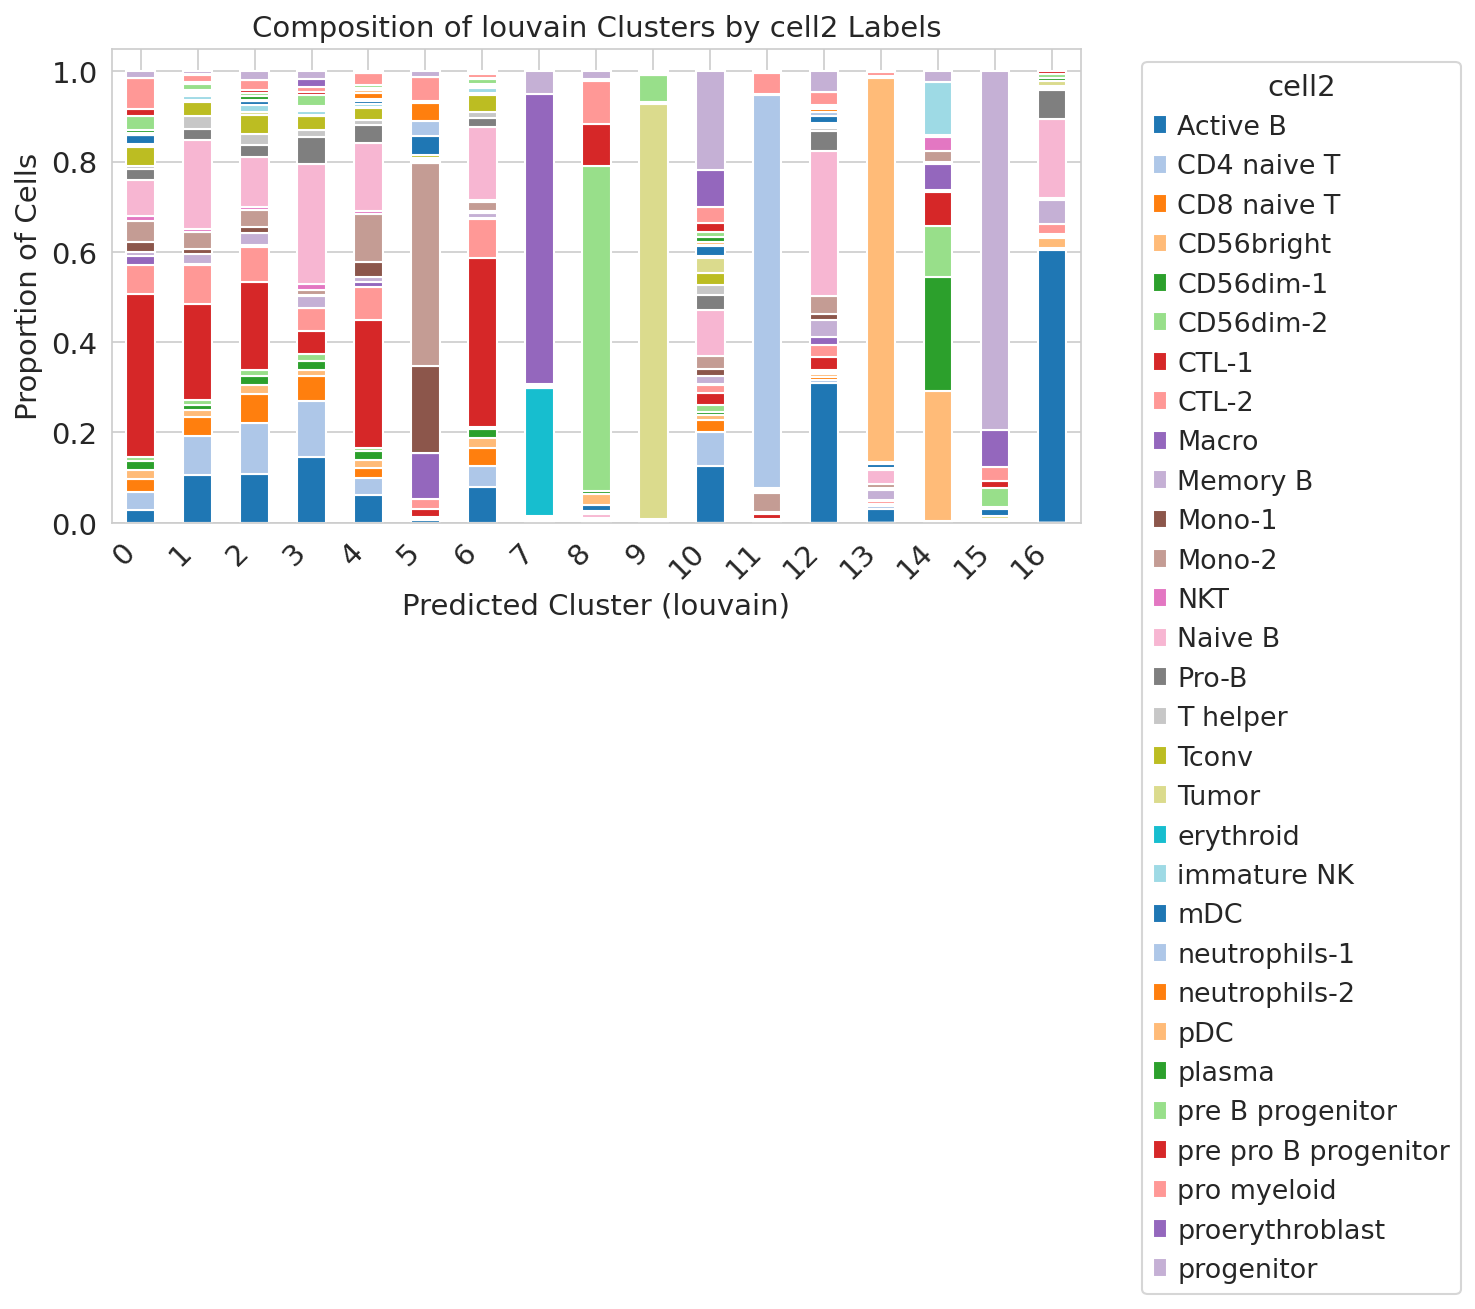 Composition of louvain Clusters by cell2 Labels
Proportion of Cells
1.0
0.8
0.6
0.4
0.2
0.0
0 1 2 3 4 5 6 7 8 9 10 11 12 13 14 15 16
Predicted Cluster (louvain)
cell2
Active B
CD4 naive T
CD8 naive T
CD56bright
CD56dim-1
CD56dim-2
CTL-1
CTL-2
Macro
Memory B
Mono-1
Mono-2
NKT
Naive B
Pro-B
T helper
Tconv
Tumor
erythroid
immature NK
mDC
neutrophils-1
neutrophils-2
pDC
plasma
pre B progenitor
pre pro B progenitor
pro myeloid
proerythroblast
progenitor